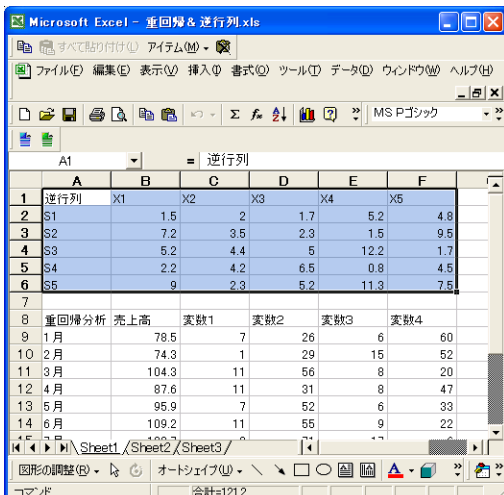 Microsoft Excel - 重回帰& 逆行列.xls
すべて貼り付け(L) アイテム(M)
ファイル(F) 編集(E) 表示(V) 挿入(I) 書式(O) ツール(T) データ(D) ウィンドウ(W) ヘルプ(H)
MS Pゴシック
A1 = 逆行列
A B C D E F
1 逆行列 X1 X2 X3 X4 X5
2 S1 1.5 2 1.7 5.2 4.8
3 S2 7.2 3.5 2.3 1.5 9.5
4 S3 5.2 4.4 5 12.2 1.7
5 S4 2.2 4.2 6.5 0.8 4.5
6 S5 9 2.3 5.2 11.3 7.5
7
8 重回帰分析 売上高 変数1 変数2 変数3 変数4
9 1月 78.5 7 26 6 60
10 2月 74.3 1 29 15 52
11 3月 104.3 11 56 8 20
12 4月 87.6 11 31 8 47
13 5月 95.9 7 52 6 33
14 6月 109.2 11 55 9 22
Sheet1 Sheet2 Sheet3
図形の調整(R) オートシェイプ(U)
コマンド 合計=121.2